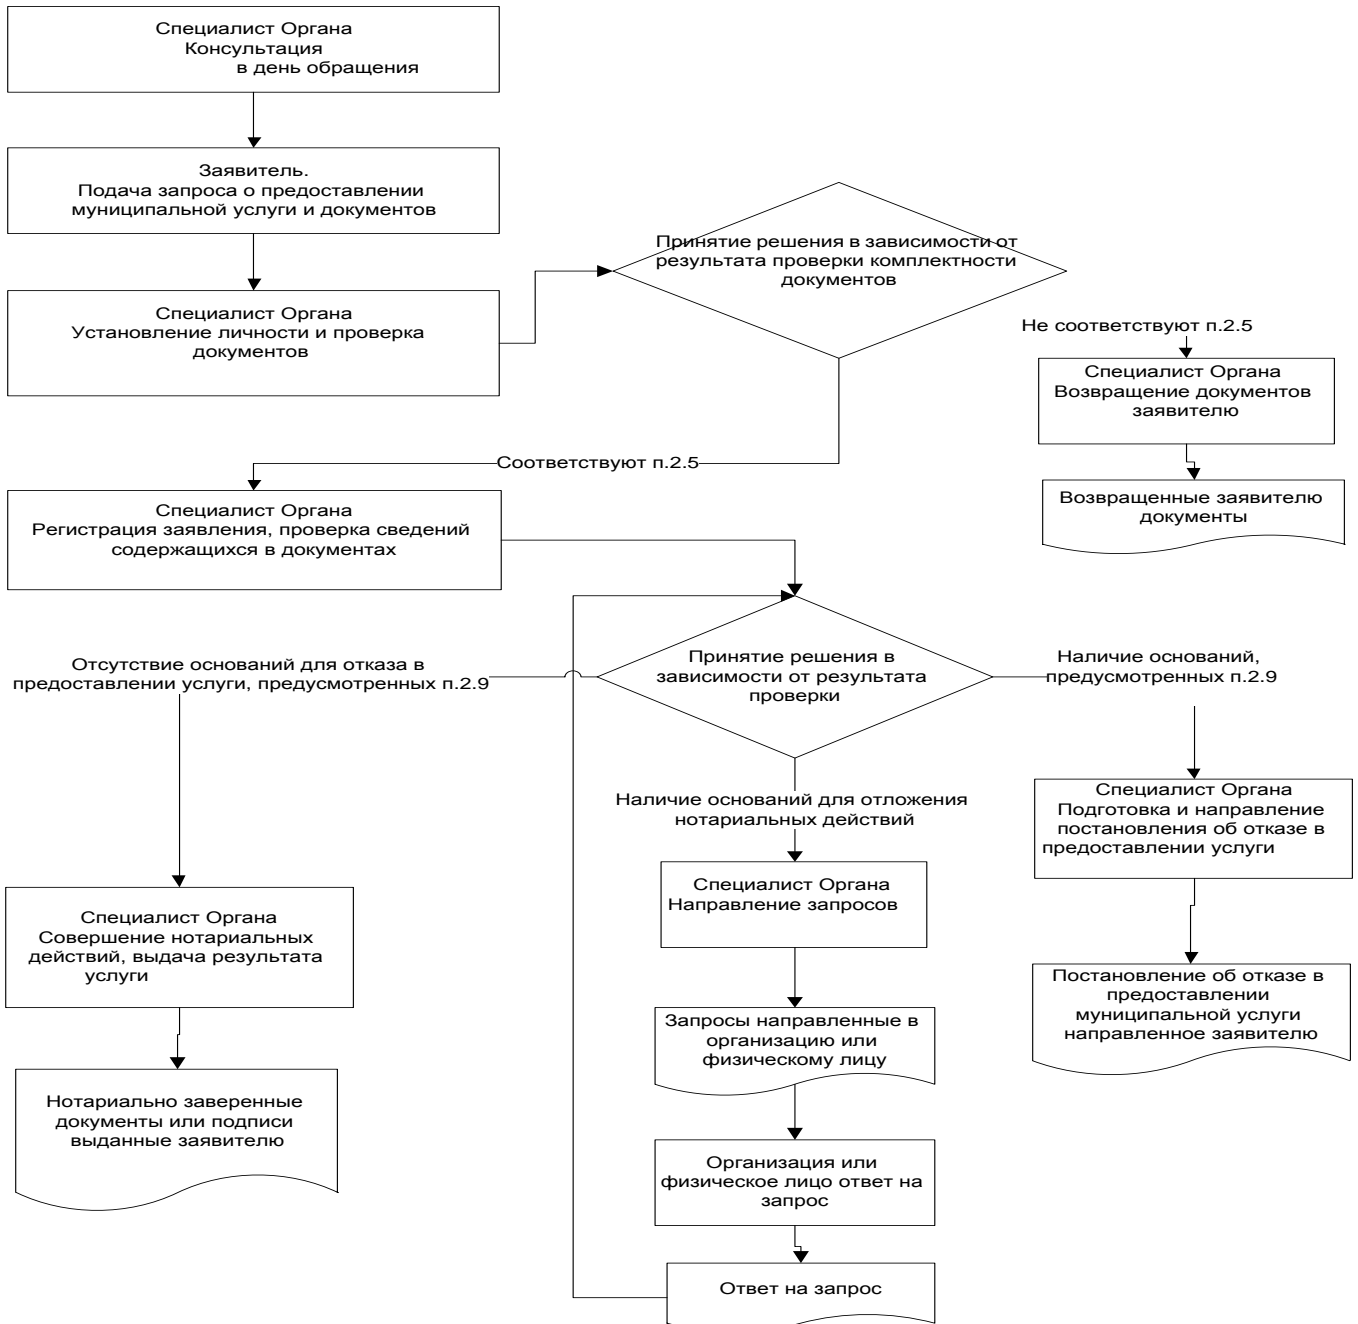 Специалист Органа
Консультация
в день обращения
Заявитель.
Подача запроса о предоставлении
муниципальной услуги и документов
Специалист Органа
Установление личности и проверка
документов
Принятие решения в зависимости от
результата проверки комплектности
документов
Не соответствуют п.2.5
Специалист Органа
Возвращение документов
заявителю
Возвращенные заявителю
документы
Соответствуют п.2.5
Специалист Органа
Регистрация заявления, проверка сведений
содержащихся в документах
Принятие решения в
зависимости от результата
проверки
Отсутствие оснований для отказа в
предоставлении услуги, предусмотренных п.2.9
Наличие оснований,
предусмотренных п.2.9
Наличие оснований для отложения
нотариальных действий
Специалист Органа
Подготовка и направление
постановления об отказе в
предоставлении услуги
Специалист Органа
Направление запросов
Специалист Органа
Совершение нотариальных
действий, выдача результата
услуги
Постановление об отказе в
предоставлении
муниципальной услуги
направленное заявителю
Запросы направленные в
организацию или
физическому лицу
Нотариально заверенные
документы или подписи
выданные заявителю
Организация или
физическое лицо ответ на
запрос
Ответ на запрос